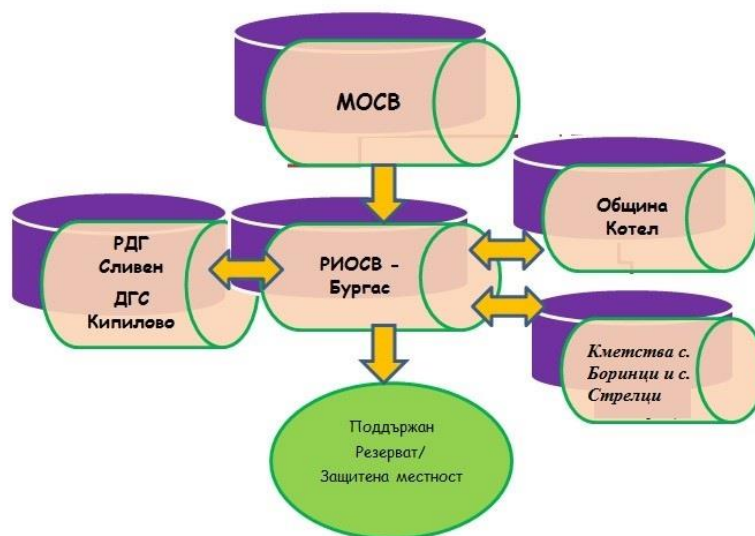 МОСВ
Община
Котел
РДГ
Сливен
ДГС
Кипилово
РИОСВ -
Бургас
Кметства с.
Боринци и с.
Стрелци
Поддържан
Резерват/
Защитена местност